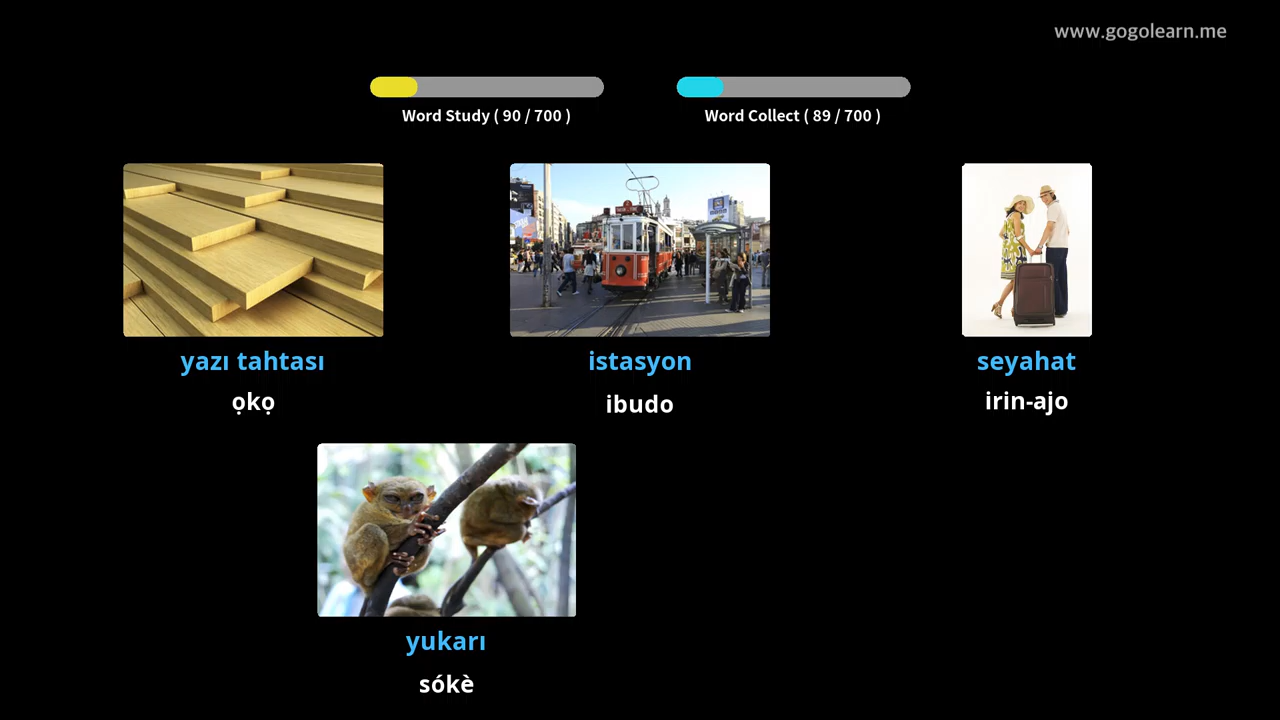 www.gogolearn.me
Word Study ( 90 / 700 )
Word Collect ( 89 / 700 )
yazı tahtası
ọkọ
istasyon
ibudo
seyahat
irin-ajo
yukarı
sókè